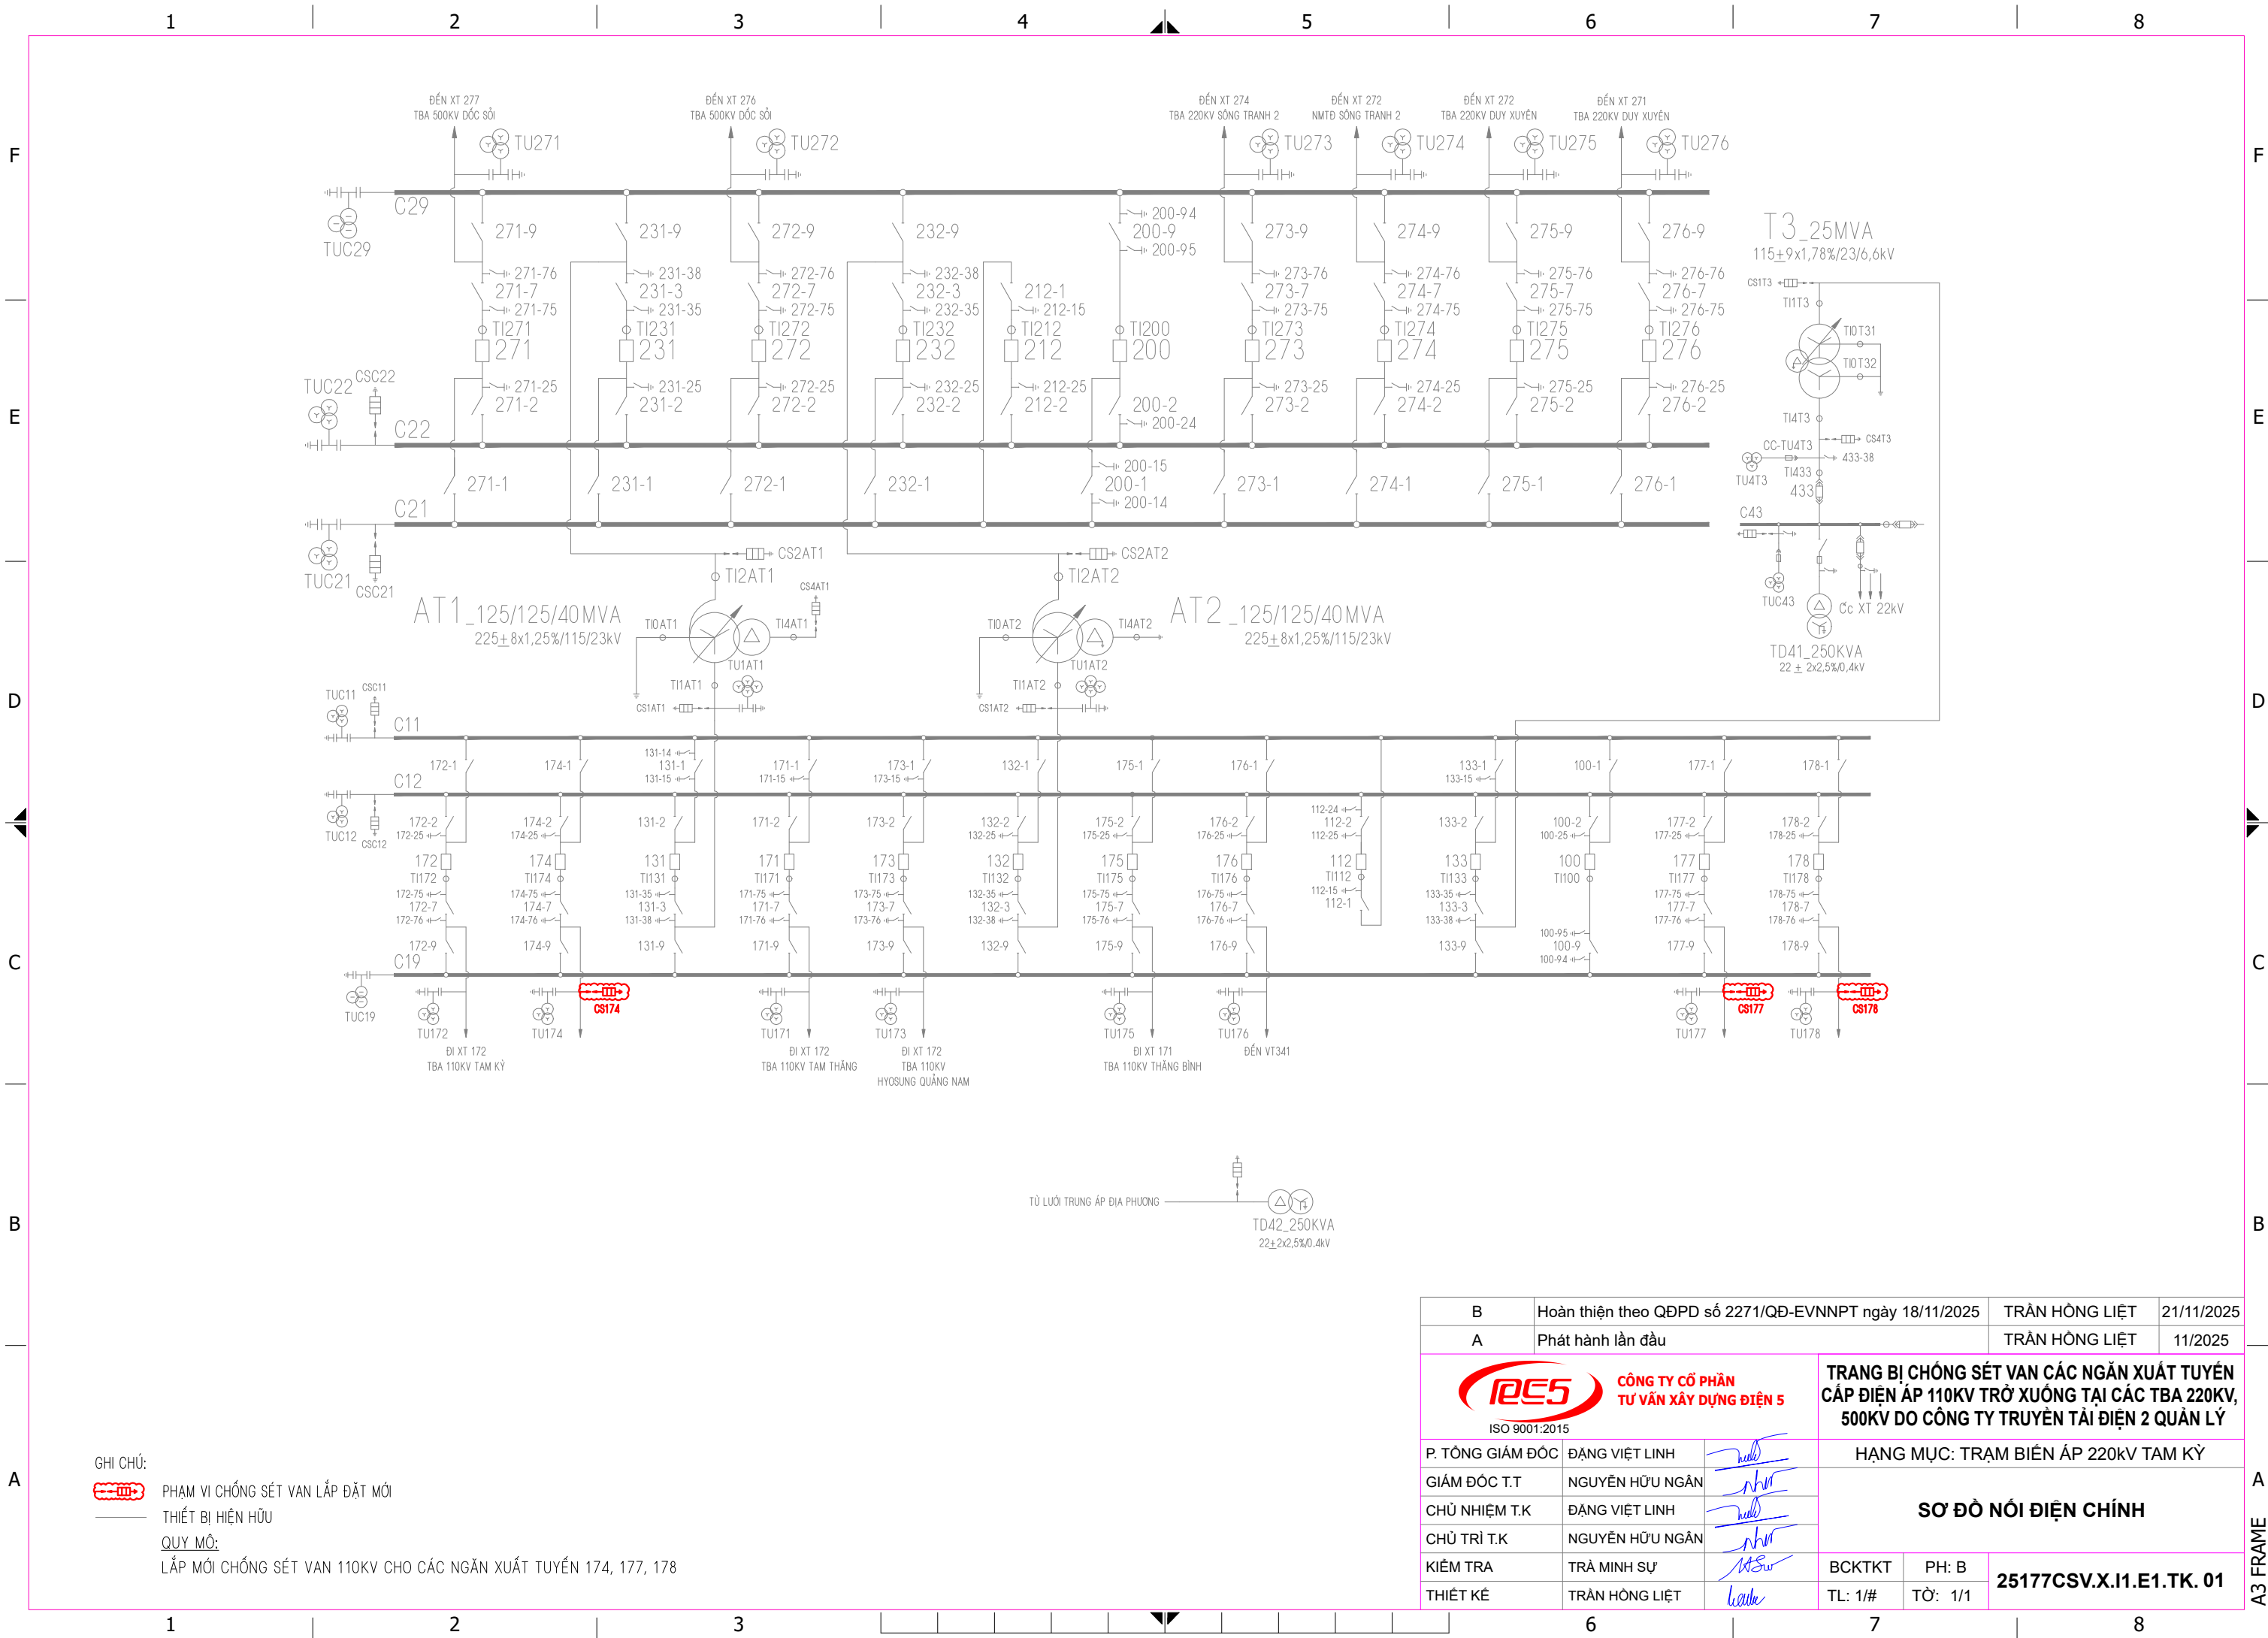 1 2 3 4 5 6 7 8
F F
E E
D D
C C
B B
A A
ĐẾN XT 277
TBA 500KV DỐC SỎI
ĐẾN XT 276
TBA 500KV DỐC SỎI
ĐẾN XT 274
TBA 220KV SÔNG TRANH 2
ĐẾN XT 272
NMTĐ SÔNG TRANH 2
ĐẾN XT 272
TBA 220KV DUY XUYÊN
ĐẾN XT 271
TBA 220KV DUY XUYÊN
TU271 TU272 TU273 TU274 TU275 TU276
C29
TUC29
200-94
271-9 231-9 272-9 232-9 200-9 273-9 274-9 275-9 276-9
200-95
271-76 231-38 272-76 232-38 273-76 274-76 275-76 276-76
271-7 231-3 272-7 232-3 212-1 273-7 274-7 275-7 276-7
271-75 231-35 272-75 232-35 212-15 273-75 274-75 275-75 276-75
TI271 TI231 TI272 TI232 TI212 TI200 TI273 TI274 TI275 TI276
271 231 272 232 212 200 273 274 275 276
TUC22 CSC22
271-25 231-25 272-25 232-25 212-25 273-25 274-25 275-25 276-25
271-2 231-2 272-2 232-2 212-2 200-2 273-2 274-2 275-2 276-2
200-24
C22
200-15
271-1 231-1 272-1 232-1 200-1 273-1 274-1 275-1 276-1
200-14
C21
TUC21 CSC21
T3_25MVA
115±9x1,78%/23/6,6kV
CS1T3
TI1T3
TI0T31
TI0T32
TI4T3
CS4T3
CC-TU4T3
433-38
TU4T3
TI433
433
C43
TUC43
Các XT 22kV
TD41_250KVA
22 ± 2x2,5%/0,4kV
CS2AT1 CS2AT2
TI2AT1 TI2AT2
CS4AT1
AT1_125/125/40MVA
225±8x1,25%/115/23kV
AT2_125/125/40MVA
225±8x1,25%/115/23kV
TI0AT1 TI4AT1 TI0AT2 TI4AT2
TU1AT1 TU1AT2
TI1AT1 TI1AT2
CS1AT1 CS1AT2
TUC11 CSC11
C11
131-14
172-1 174-1 131-1 171-1 173-1 132-1 175-1 176-1 133-1 100-1 177-1 178-1
131-15 171-15 173-15 133-15
C12
TUC12 CSC12
112-24
172-2 174-2 131-2 171-2 173-2 132-2 175-2 176-2 112-2 133-2 100-2 177-2 178-2
172-25 174-25 132-25 175-25 176-25 112-25 100-25 177-25 178-25
172 174 131 171 173 132 175 176 112 133 100 177 178
TI172 TI174 TI131 TI171 TI173 TI132 TI175 TI176 TI112 TI133 TI100 TI177 TI178
172-75 174-75 131-35 171-75 173-75 132-35 175-75 176-75 112-15 133-35 177-75 178-75
172-7 174-7 131-3 171-7 173-7 132-3 175-7 176-7 112-1 133-3 177-7 178-7
172-76 174-76 131-38 171-76 173-76 132-38 175-76 176-76 133-38 177-76 178-76
100-95
172-9 174-9 131-9 171-9 173-9 132-9 175-9 176-9 133-9 100-9 177-9 178-9
100-94
C19
TUC19
CS174 CS177 CS178
TU172 TU174 TU171 TU173 TU175 TU176 TU177 TU178
ĐI XT 172
TBA 110KV TAM KỲ
ĐI XT 172
TBA 110KV TAM THĂNG
ĐI XT 172
TBA 110KV
HYOSUNG QUẢNG NAM
ĐI XT 171
TBA 110KV THĂNG BÌNH
ĐẾN VT341
TỪ LƯỚI TRUNG ÁP ĐỊA PHƯƠNG
TD42_250KVA
22±2x2,5%/0.4kV
GHI CHÚ:
PHẠM VI CHỐNG SÉT VAN LẮP ĐẶT MỚI
THIẾT BỊ HIỆN HỮU
QUY MÔ:
LẮP MỚI CHỐNG SÉT VAN 110KV CHO CÁC NGĂN XUẤT TUYẾN 174, 177, 178
B Hoàn thiện theo QĐPD số 2271/QĐ-EVNNPT ngày 18/11/2025 TRẦN HỒNG LIỆT 21/11/2025
A Phát hành lần đầu TRẦN HỒNG LIỆT 11/2025
PEC5
ISO 9001:2015
CÔNG TY CỔ PHẦN
TƯ VẤN XÂY DỰNG ĐIỆN 5
TRANG BỊ CHỐNG SÉT VAN CÁC NGĂN XUẤT TUYẾN
CẤP ĐIỆN ÁP 110KV TRỞ XUỐNG TẠI CÁC TBA 220KV,
500KV DO CÔNG TY TRUYỀN TẢI ĐIỆN 2 QUẢN LÝ
P. TỔNG GIÁM ĐỐC ĐẶNG VIỆT LINH
GIÁM ĐỐC T.T NGUYỄN HỮU NGÂN
CHỦ NHIỆM T.K ĐẶNG VIỆT LINH
CHỦ TRÌ T.K NGUYỄN HỮU NGÂN
KIỂM TRA TRÀ MINH SỰ
THIẾT KẾ TRẦN HỒNG LIỆT
HẠNG MỤC: TRẠM BIẾN ÁP 220kV TAM KỲ
SƠ ĐỒ NỐI ĐIỆN CHÍNH
BCKTKT PH: B
TL: 1/# TỜ: 1/1
25177CSV.X.I1.E1.TK. 01
A3 FRAME
1 2 3 6 7 8